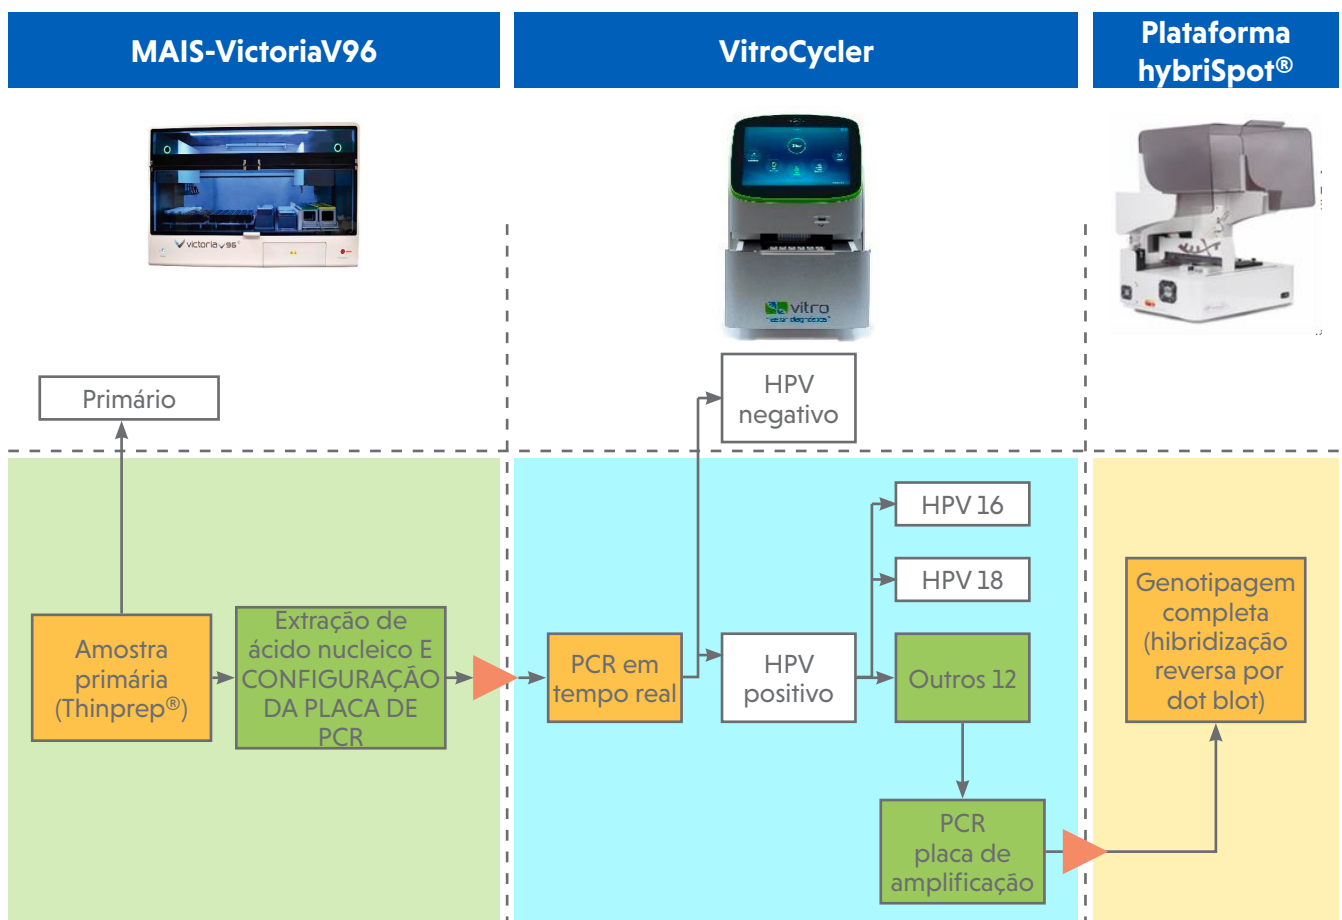 MAIS-VictoriaV96
VitroCycler
Plataforma
hybriSpot®
victoria v96
vitro
master diagnostica
Primário
HPV
negativo
HPV 16
HPV 18
Amostra
primária
(Thinprep®)
Extração de
ácido nucleico E
CONFIGURAÇÃO
DA PLACA DE
PCR
PCR em
tempo real
HPV
positivo
Outros 12
PCR
placa de
amplificação
Genotipagem
completa
(hibridização
reversa por
dot blot)